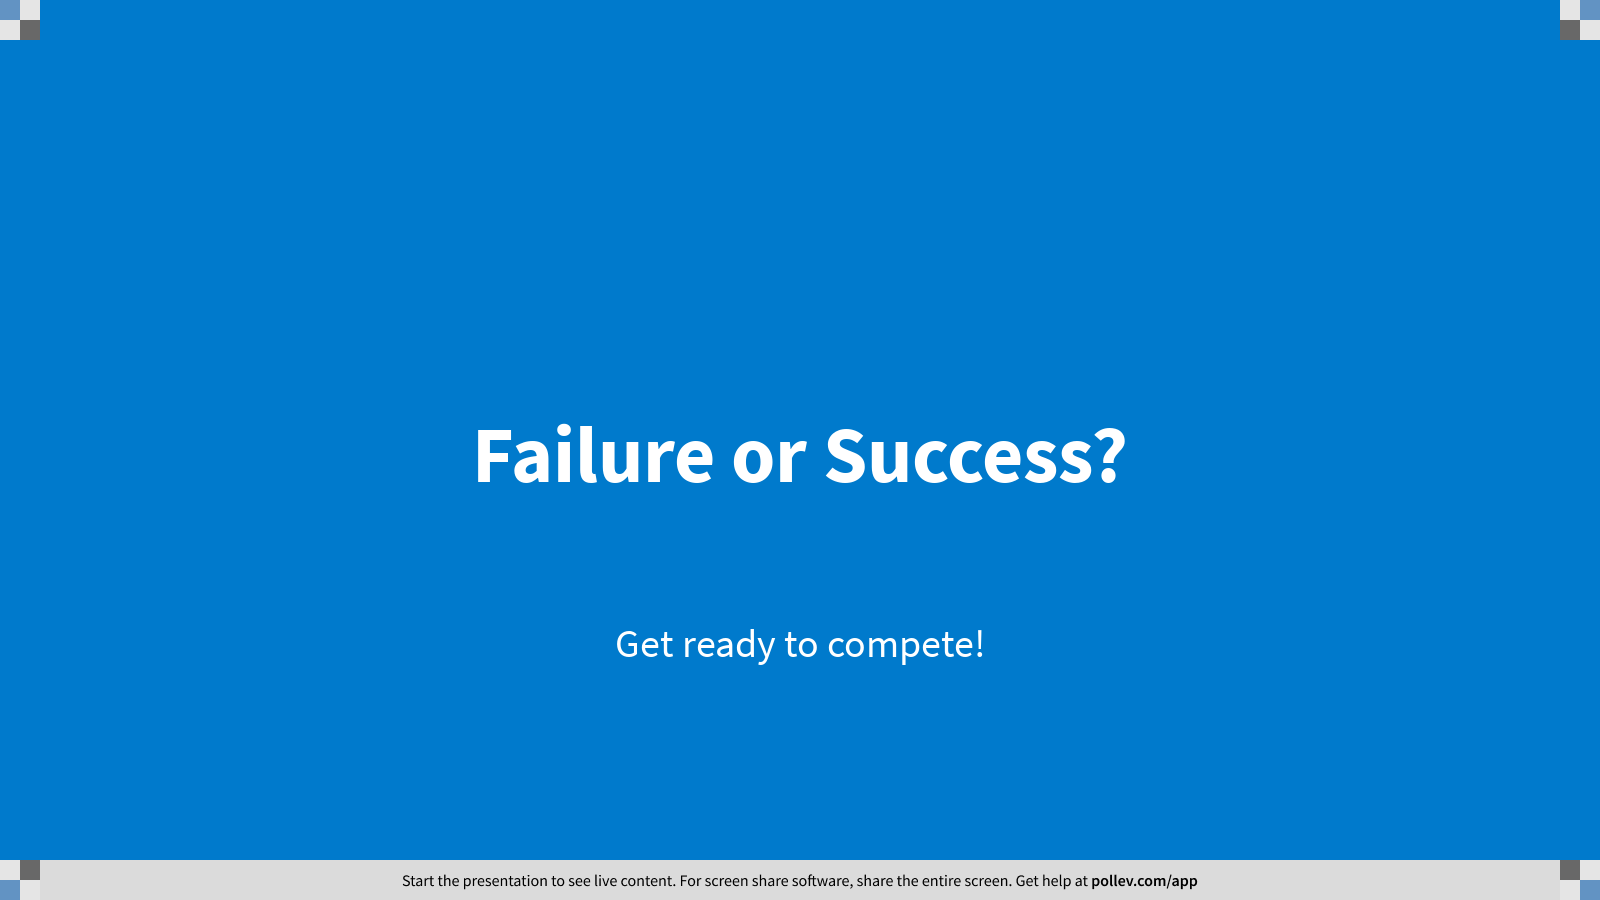 Failure or Success?
Get ready to compete!
Start the presentation to see live content. For screen share software, share the entire screen. Get help at pollev.com/app